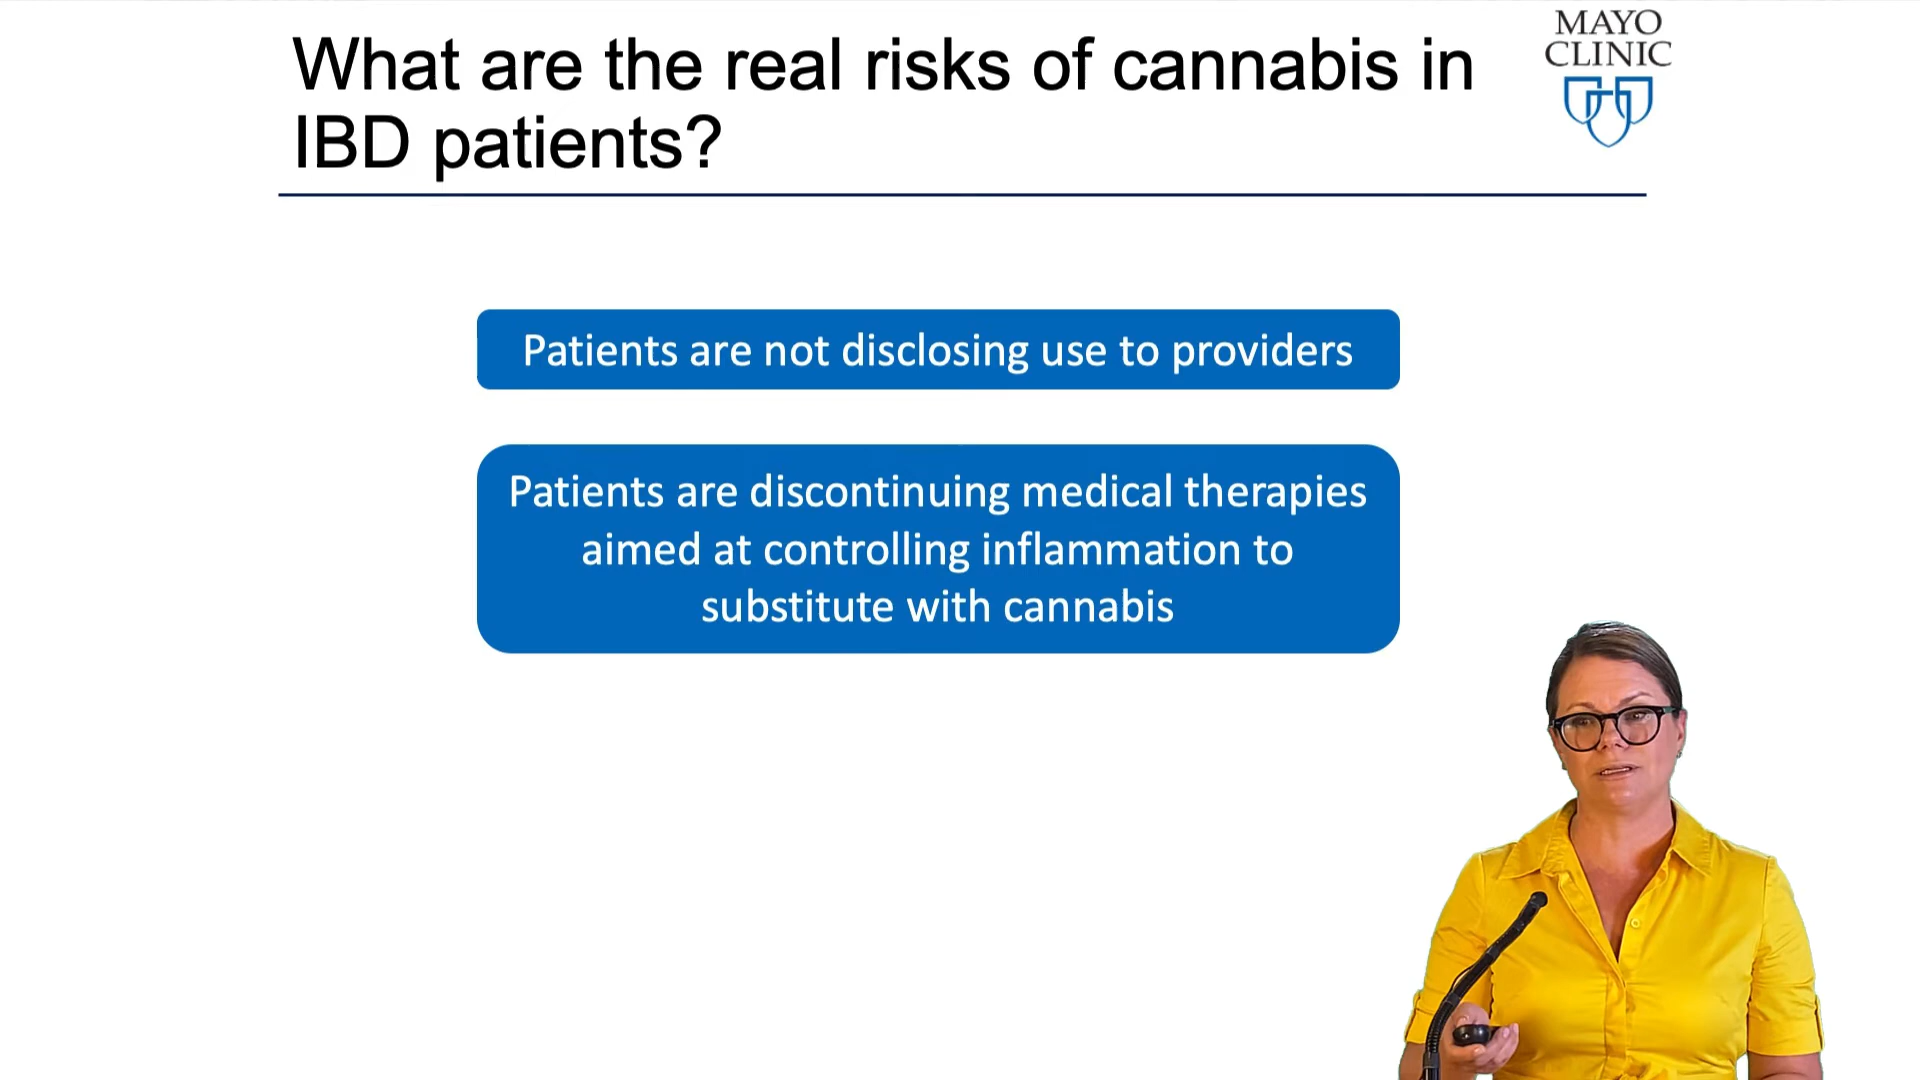 What are the real risks of cannabis in
IBD patients?
MAYO
CLINIC
Patients are not disclosing use to providers
Patients are discontinuing medical therapies
aimed at controlling inflammation to
substitute with cannabis